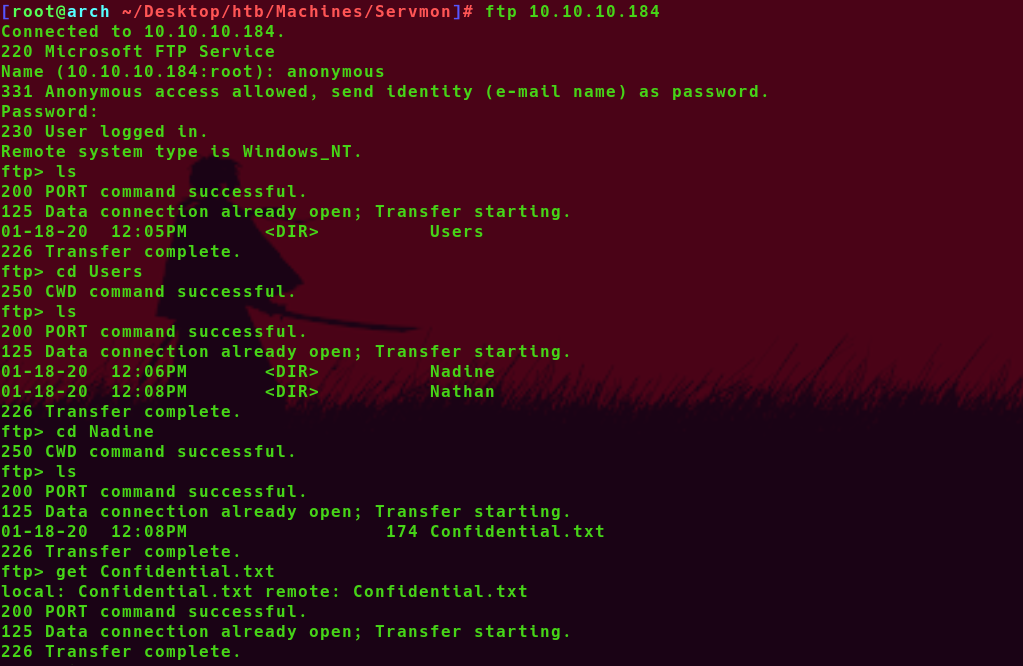 [root@arch ~/Desktop/htb/Machines/Servmon]# ftp 10.10.10.184
Connected to 10.10.10.184.
220 Microsoft FTP Service
Name (10.10.10.184:root): anonymous
331 Anonymous access allowed, send identity (e-mail name) as password.
Password:
230 User logged in.
Remote system type is Windows_NT.
ftp> ls
200 PORT command successful.
125 Data connection already open; Transfer starting.
01-18-20  12:05PM       <DIR>          Users
226 Transfer complete.
ftp> cd Users
250 CWD command successful.
ftp> ls
200 PORT command successful.
125 Data connection already open; Transfer starting.
01-18-20  12:06PM       <DIR>          Nadine
01-18-20  12:08PM       <DIR>          Nathan
226 Transfer complete.
ftp> cd Nadine
250 CWD command successful.
ftp> ls
200 PORT command successful.
125 Data connection already open; Transfer starting.
01-18-20  12:08PM                  174 Confidential.txt
226 Transfer complete.
ftp> get Confidential.txt
local: Confidential.txt remote: Confidential.txt
200 PORT command successful.
125 Data connection already open; Transfer starting.
226 Transfer complete.